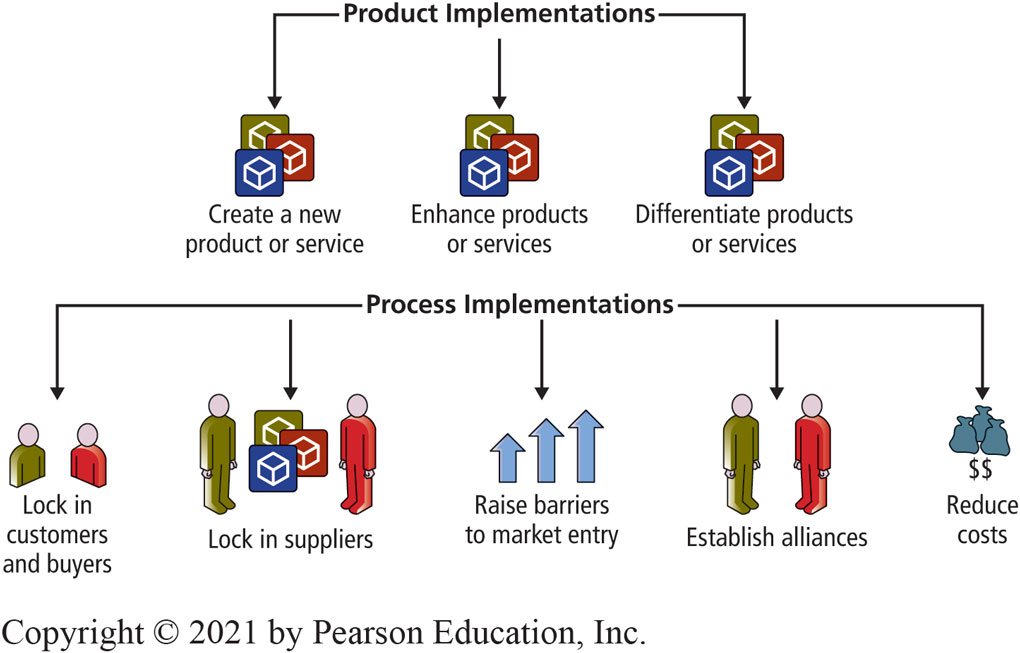 Product Implementations
Create a new
product or service
Enhance products
or services
Differentiate products
or services
Process Implementations
Lock in
customers
and buyers
Lock in suppliers
Raise barriers
to market entry
Establish alliances
$$
Reduce
costs
Copyright © 2021 by Pearson Education, Inc.